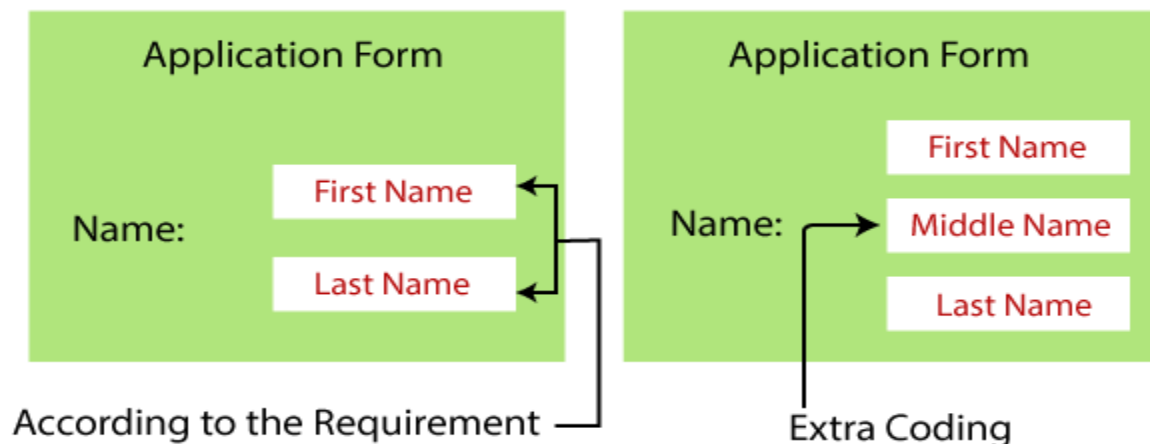 Application Form
First Name
Name:
Last Name
According to the Requirement
Application Form
First Name
Name:
Middle Name
Last Name
Extra Coding